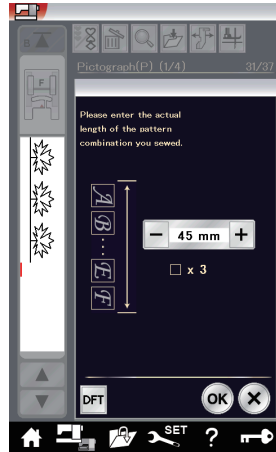 B
F
Pictograph(P) (1/4) 31/37
Please enter the actual
length of the pattern
combination you sewed.
A
B
E
F
− 45 mm +
x 3
DFT OK X
SET ?